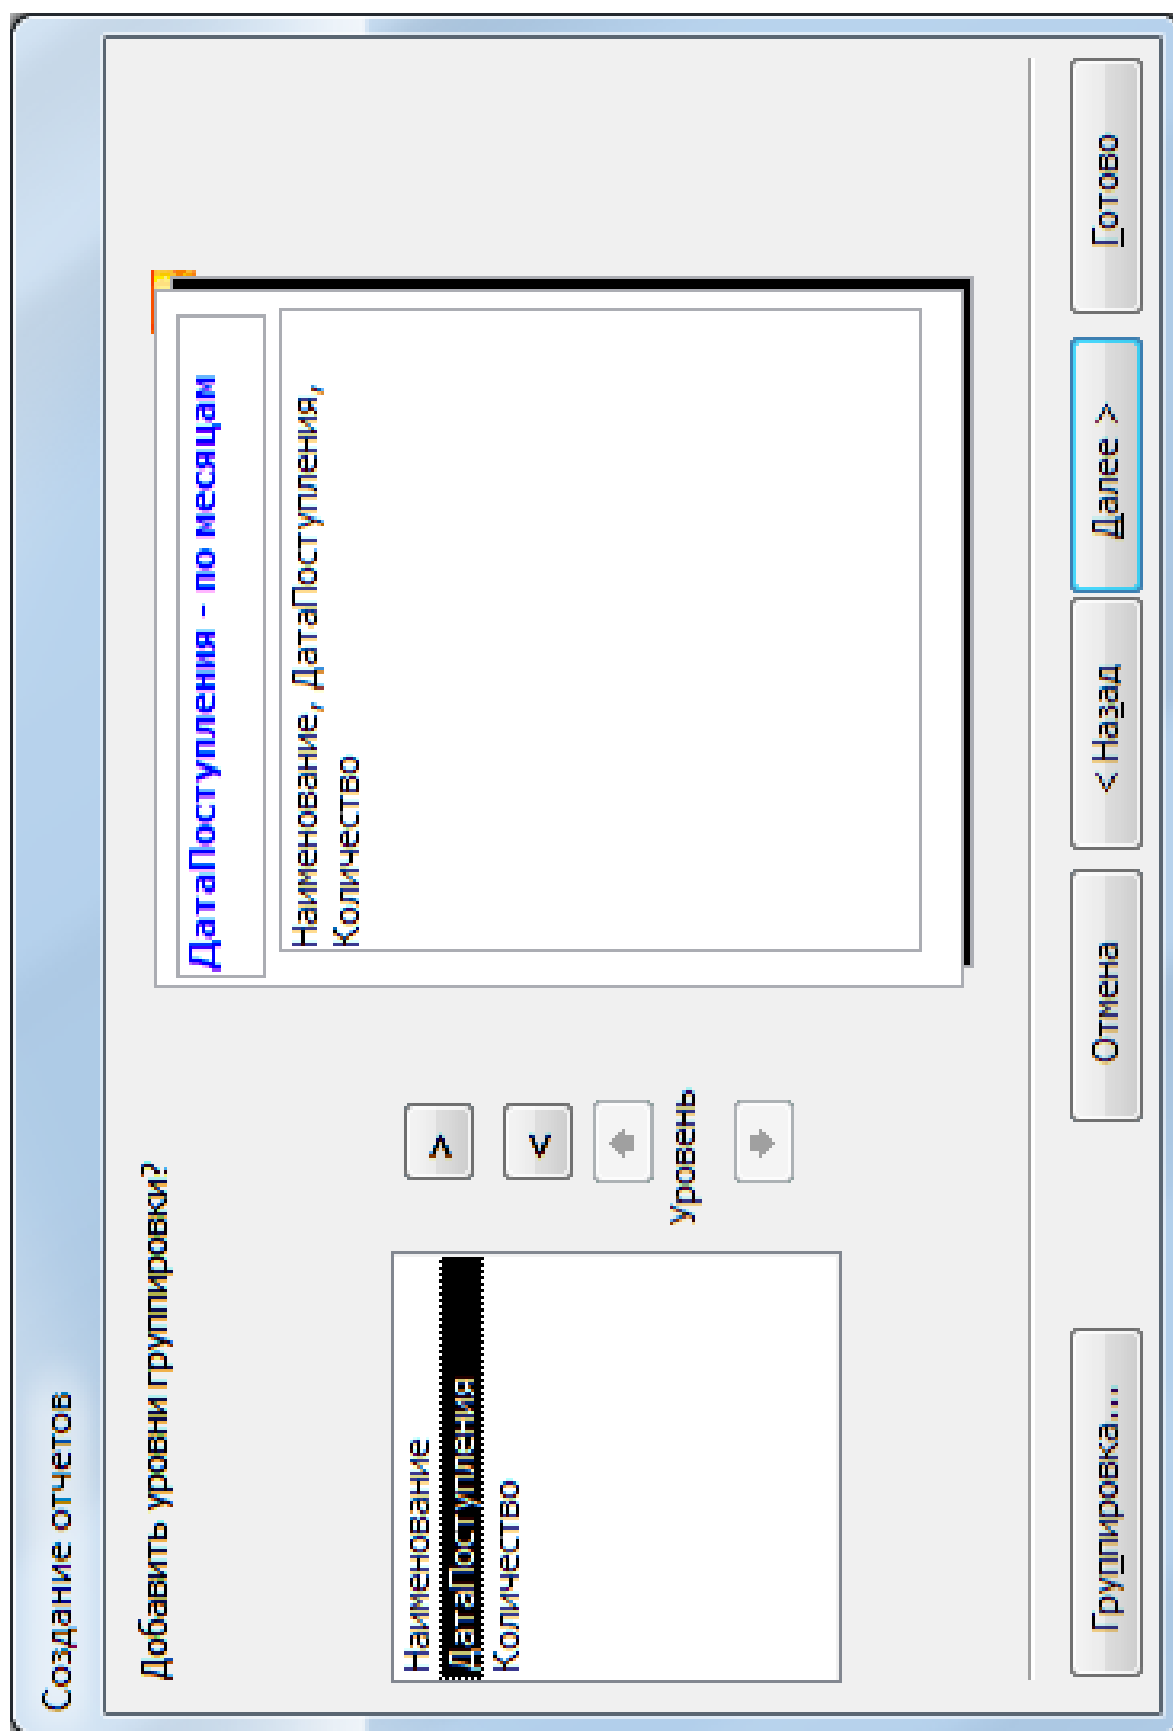 Создание отчетов
Добавить уровни группировки?
Наименование
ДатаПоступления
Количество
>
<
Уровень
ДатаПоступления - по месяцам
Наименование, ДатаПоступления,
Количество
Группировка...
Отмена
< Назад
Далее >
Готово